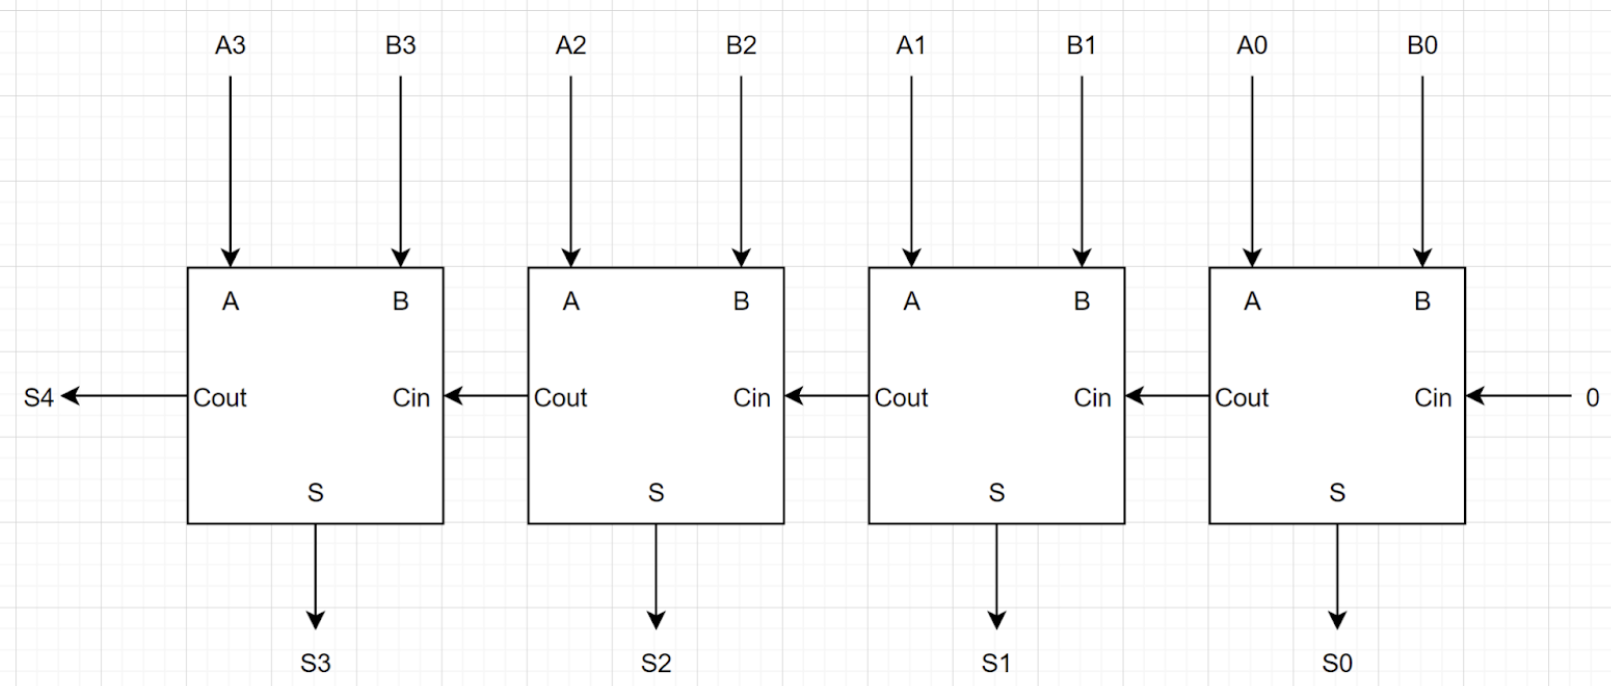 A3 B3 A2 B2 A1 B1 A0 B0
A B A B A B A B
S4 Cout Cin Cout Cin Cout Cin Cout Cin 0
S S S S
S3 S2 S1 S0